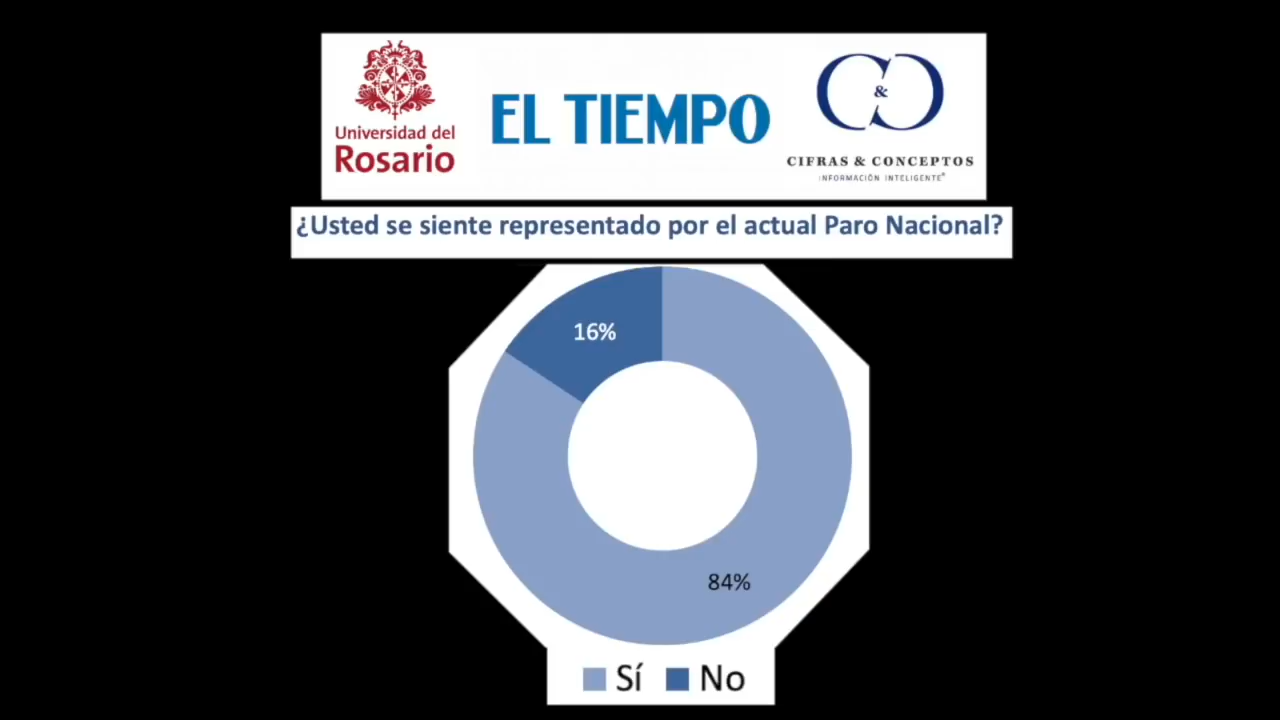 Universidad del
Rosario
EL TIEMPO
C&C
CIFRAS & CONCEPTOS
INFORMACIÓN INTELIGENTE®
¿Usted se siente representado por el actual Paro Nacional?
16%
84%
Sí No